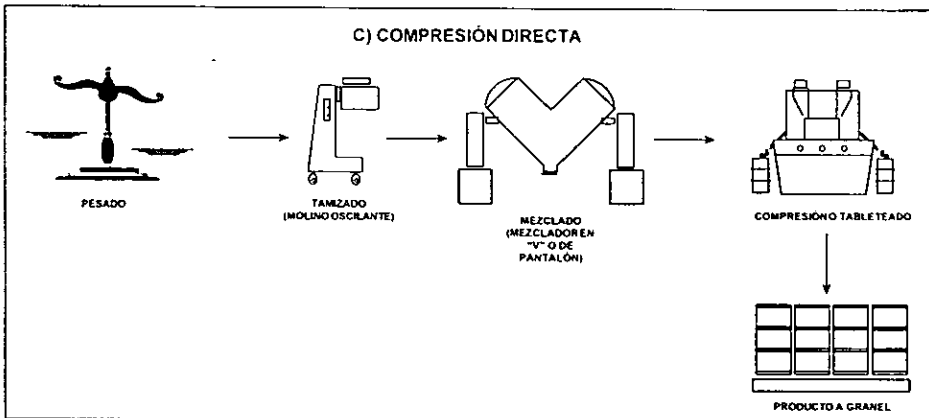 C) COMPRESIÓN DIRECTA
PESADO
TAMIZADO
(MOLINO OSCILANTE)
MEZCLADO
(MEZCLADOR EN
"V" O DE
PANTALÓN)
COMPRESIÓN O TABLETEADO
PRODUCTO A GRANEL